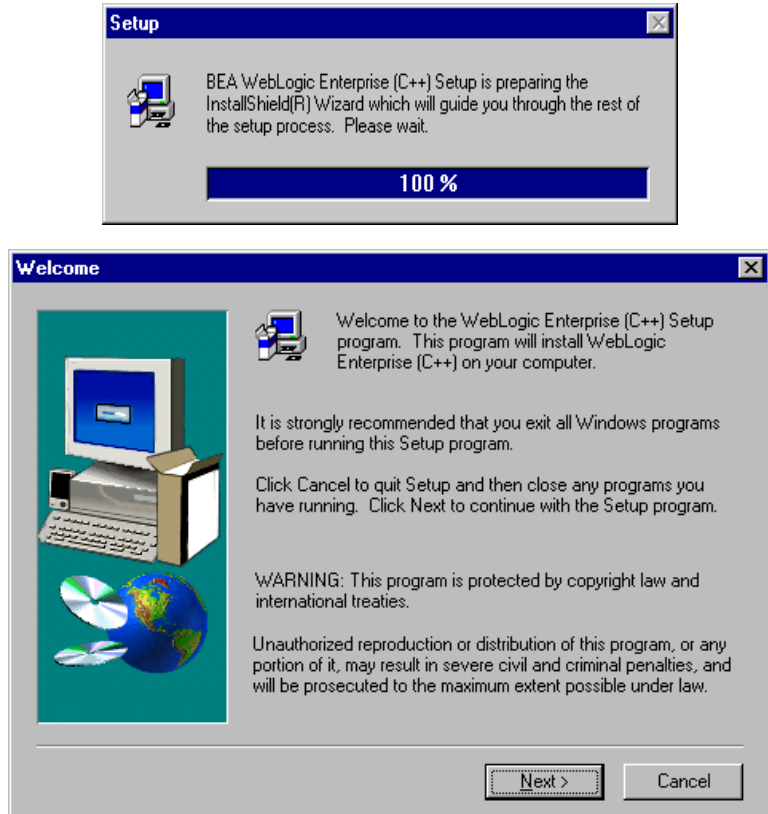 Setup
BEA WebLogic Enterprise (C++) Setup is preparing the
InstallShield(R) Wizard which will guide you through the rest of
the setup process.  Please wait.
100 %
Welcome
Welcome to the WebLogic Enterprise (C++) Setup
program.  This program will install WebLogic
Enterprise (C++) on your computer.
It is strongly recommended that you exit all Windows programs
before running this Setup program.
Click Cancel to quit Setup and then close any programs you
have running.  Click Next to continue with the Setup program.
WARNING: This program is protected by copyright law and
international treaties.
Unauthorized reproduction or distribution of this program, or any
portion of it, may result in severe civil and criminal penalties, and
will be prosecuted to the maximum extent possible under law.
Next >
Cancel